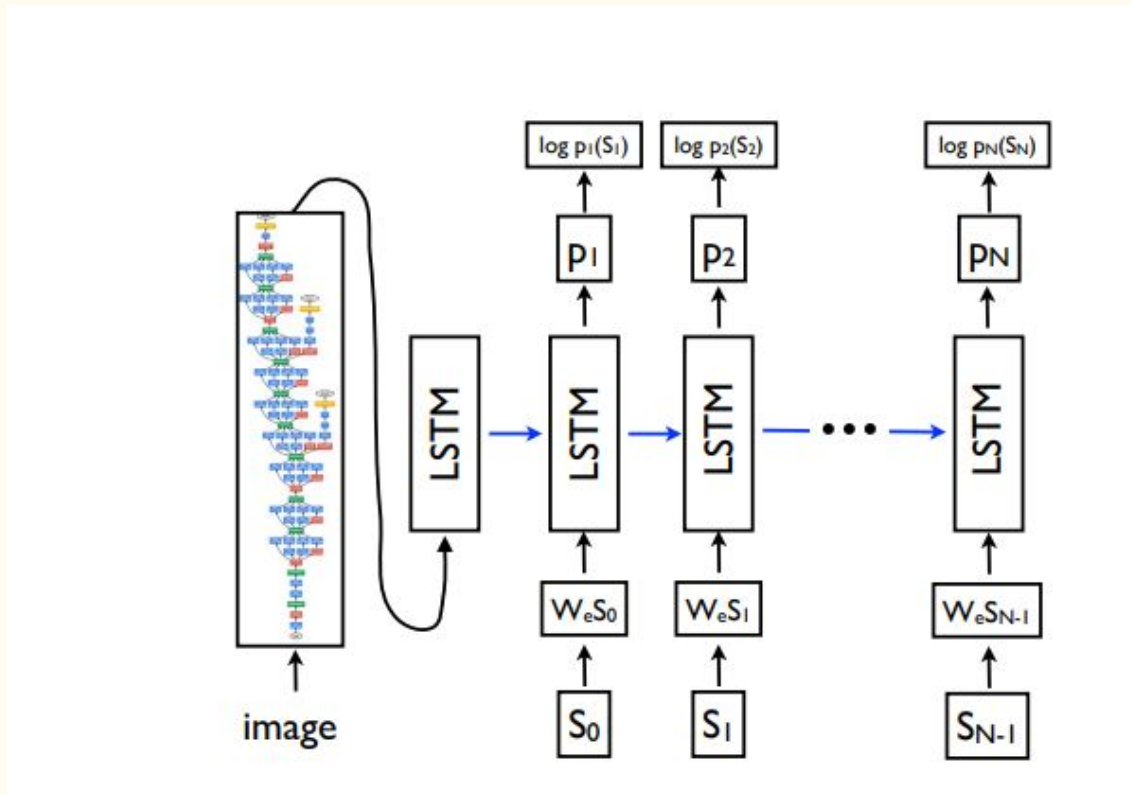 log p₁(S₁) log p₂(S₂) log pN(SN)
p₁ p₂ pN
LSTM LSTM LSTM ••• LSTM
WₑS₀ WₑS₁ WₑSN-1
image S₀ S₁ SN-1